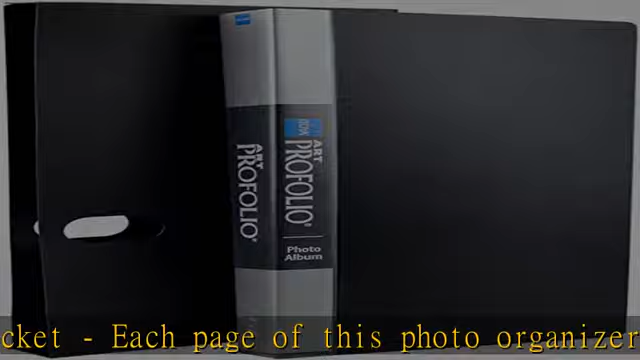 ART
PROFOLIO
ART
PROFOLIO
Photo
Album
cket - Each page of this photo organizer